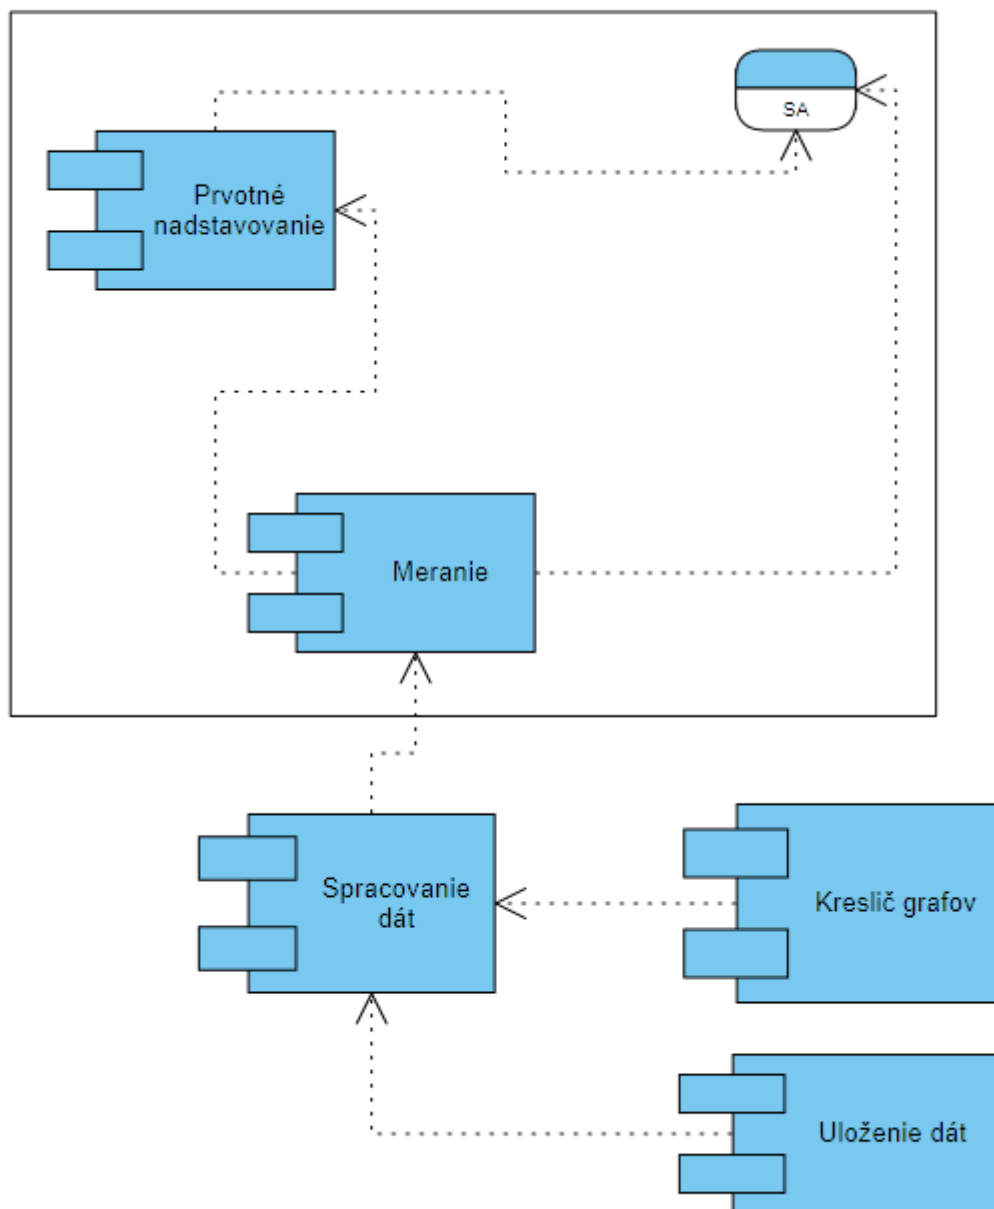 SA
Prvotné
nadstavovanie
Meranie
Spracovanie
dát
Kreslič grafov
Uloženie dát